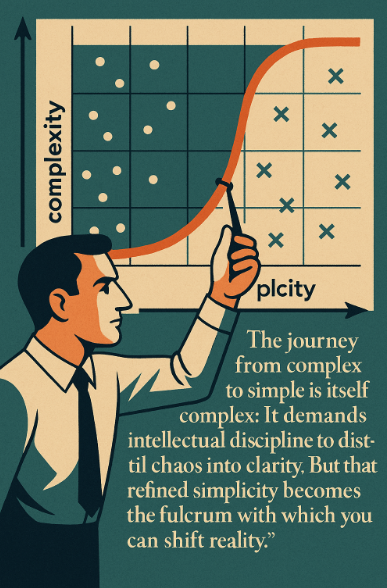 complexity
plcity
The journey
from complex
to simple is itself
complex: It demands
intellectual discipline to dist-
til chaos into clarity. But that
refined simplicity becomes
the fulcrum with which you
can shift reality.”